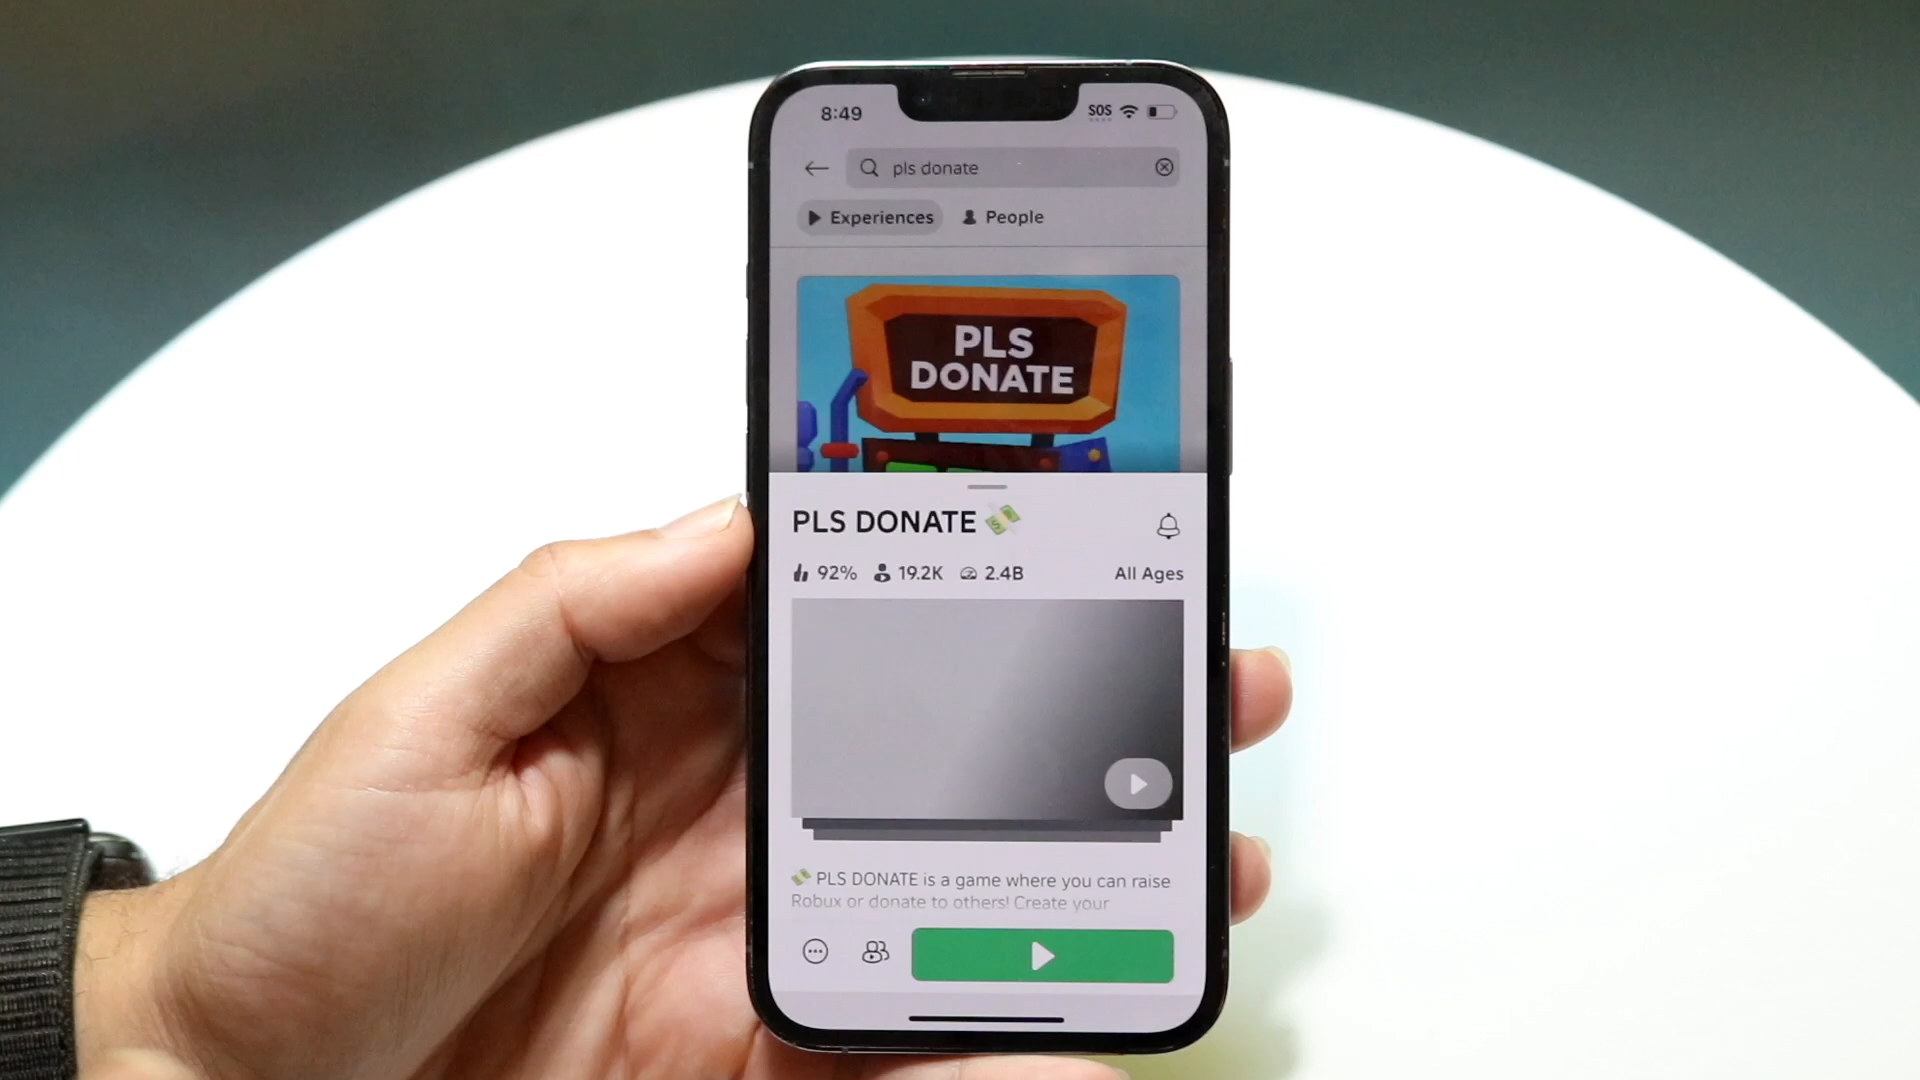 8:49 SOS
pls donate
Experiences People
PLS
DONATE
PLS DONATE 💸
92% 19.2K 2.4B All Ages
💸 PLS DONATE is a game where you can raise
Robux or donate to others! Create your